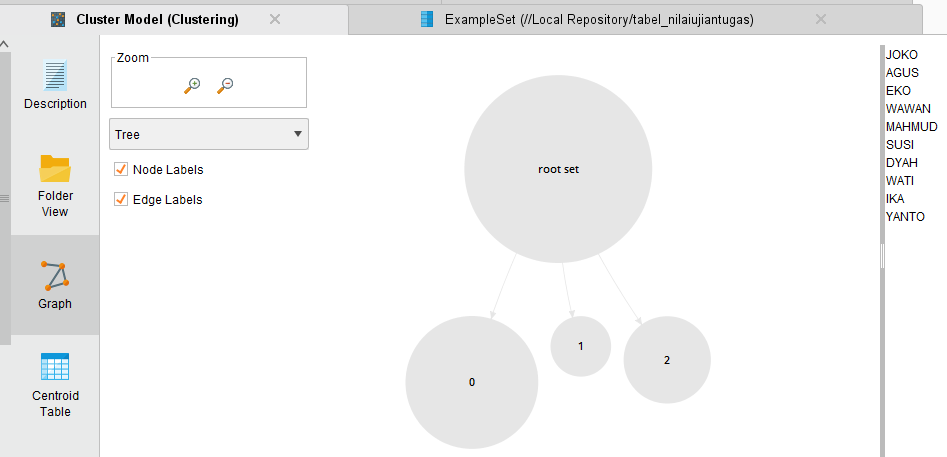 Cluster Model (Clustering)
ExampleSet (//Local Repository/tabel_nilaiujiantugas)
Description
Folder
View
Graph
Centroid
Table
Zoom
Tree
Node Labels
Edge Labels
root set
0
1
2
JOKO
AGUS
EKO
WAWAN
MAHMUD
SUSI
DYAH
WATI
IKA
YANTO